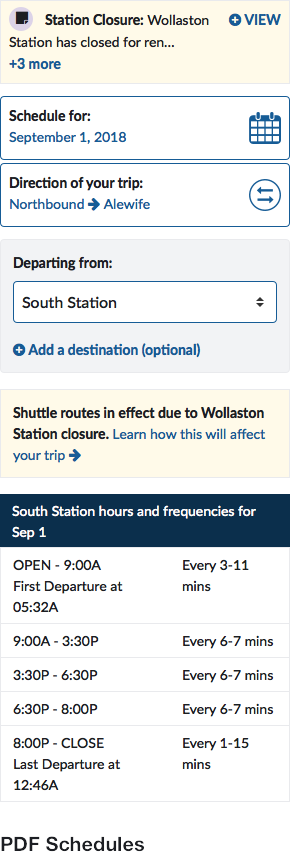 Station Closure: Wollaston
Station has closed for ren...
+3 more
VIEW
Schedule for:
September 1, 2018
Direction of your trip:
Northbound → Alewife
Departing from:
South Station
Add a destination (optional)
Shuttle routes in effect due to Wollaston
Station closure. Learn how this will affect
your trip →
South Station hours and frequencies for
Sep 1
OPEN - 9:00A
First Departure at
05:32A
Every 3-11
mins
9:00A - 3:30P Every 6-7 mins
3:30P - 6:30P Every 6-7 mins
6:30P - 8:00P Every 6-7 mins
8:00P - CLOSE
Last Departure at
12:46A
Every 1-15
mins
PDF Schedules